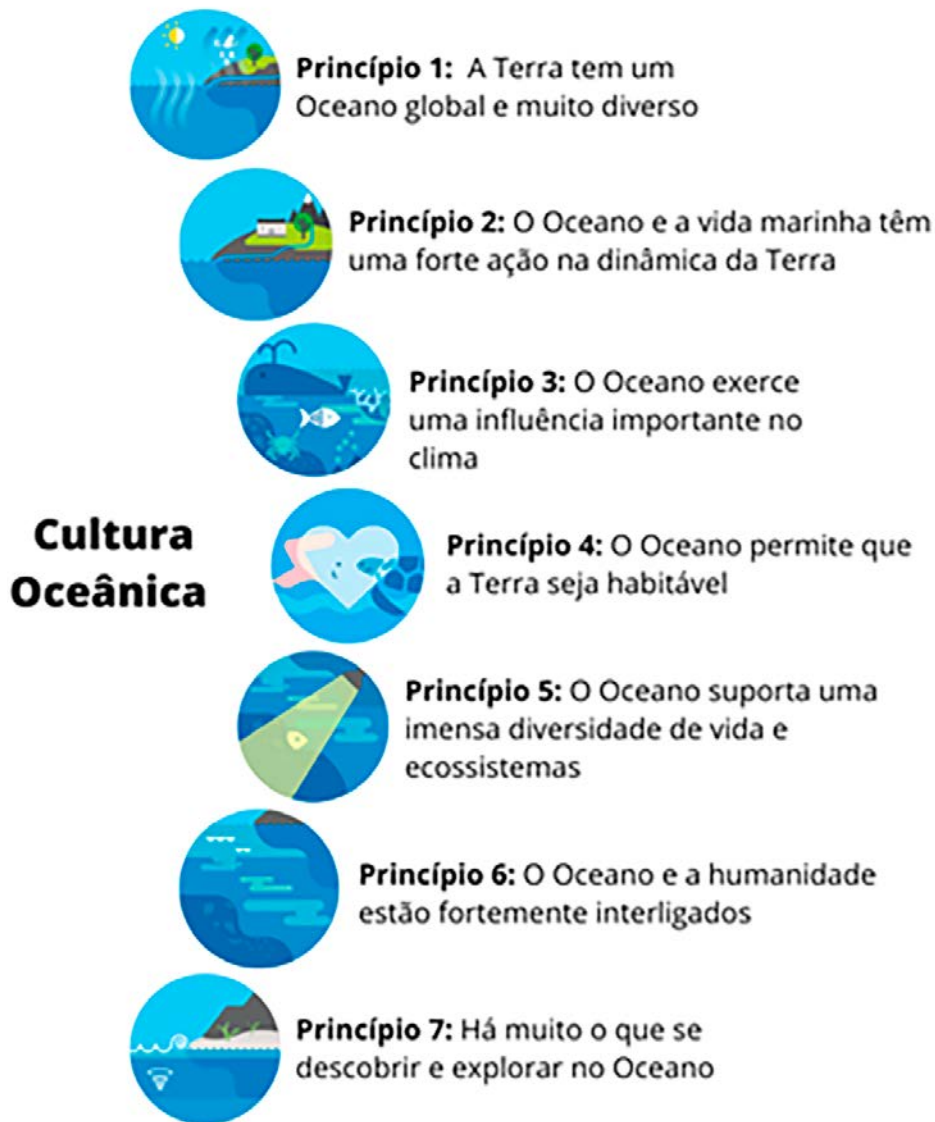 Princípio 1: A Terra tem um
Oceano global e muito diverso
Princípio 2: O Oceano e a vida marinha têm
uma forte ação na dinâmica da Terra
Princípio 3: O Oceano exerce
uma influência importante no
clima
Cultura
Oceânica
Princípio 4: O Oceano permite que
a Terra seja habitável
Princípio 5: O Oceano suporta uma
imensa diversidade de vida e
ecossistemas
Princípio 6: O Oceano e a humanidade
estão fortemente interligados
Princípio 7: Há muito o que se
descobrir e explorar no Oceano